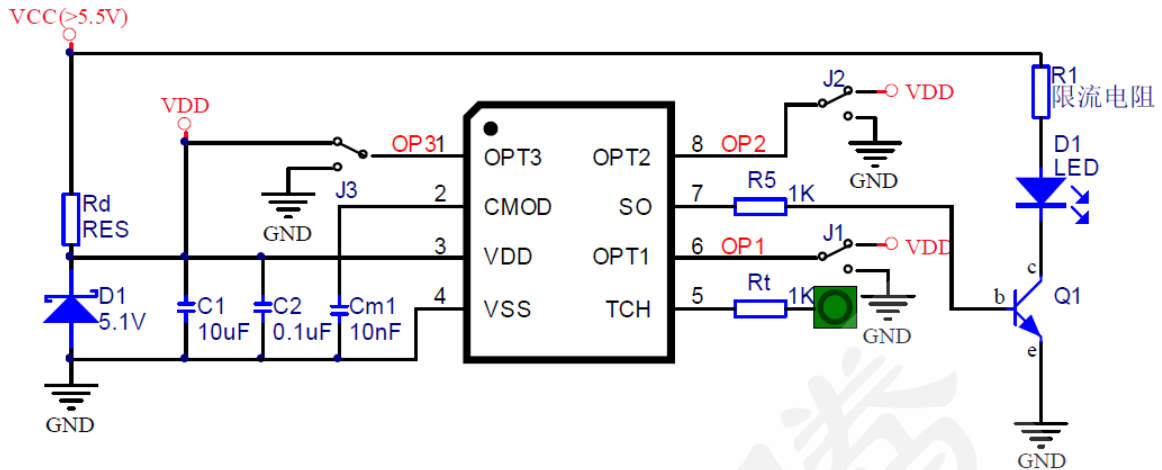 VCC(>5.5V)
VDD
Rd
RES
D1
5.1V
GND
C1
10uF
C2
0.1uF
Cm1
10nF
GND
J3
OP3
1
2
3
4
OPT3
CMOD
VDD
VSS
OPT2
SO
OPT1
TCH
8
7
6
5
OP2
R5
1K
OP1
Rt
1K
J2
VDD
GND
J1
VDD
GND
R1
限流电阻
D1
LED
c
b
Q1
e
GND